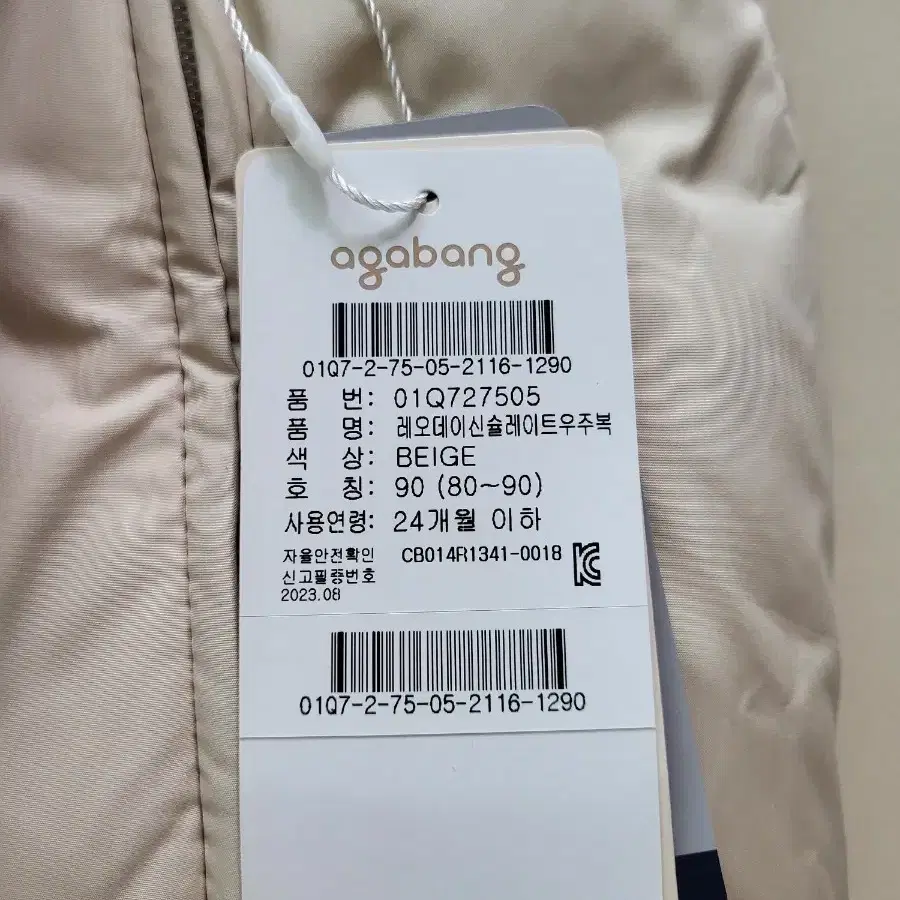 agabang
01Q7-2-75-05-2116-1290
품 번: 01Q727505
품 명: 레오데이신슐레이트우주복
색 상: BEIGE
호 칭: 90 (80~90)
사용연령: 24개월 이하
자율안전확인 CB014R1341-0018
신고필증번호
2023.08
01Q7-2-75-05-2116-1290